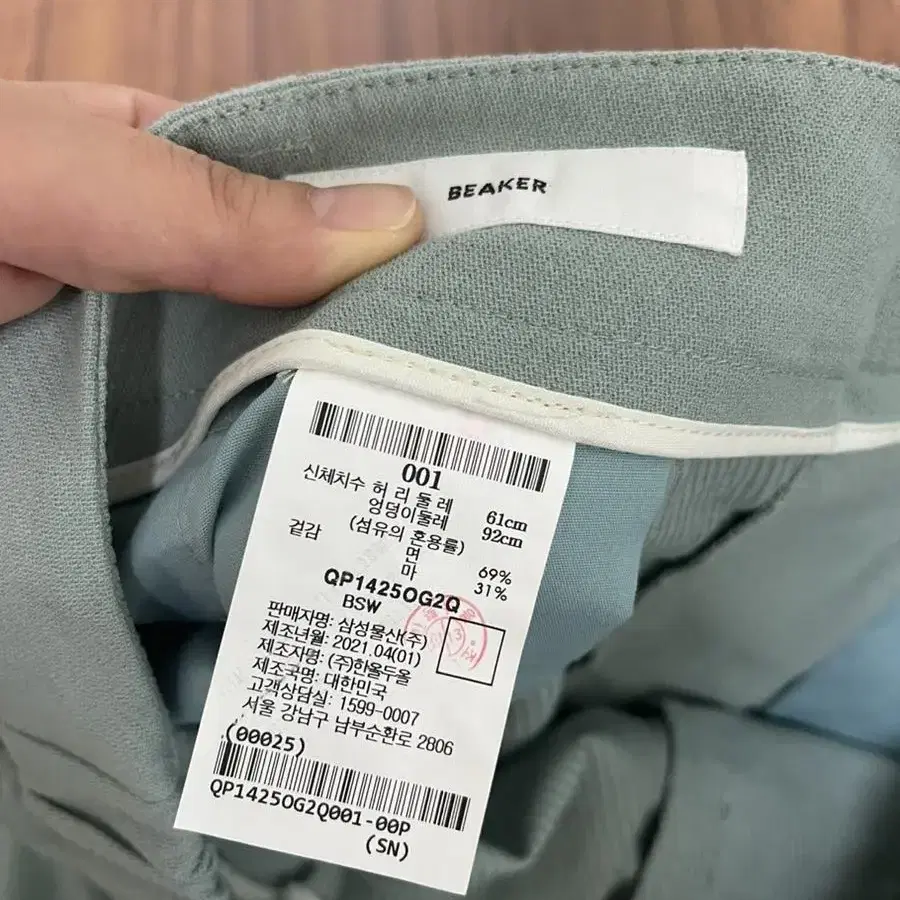 BEAKER
001
신체치수 허 리 둘 레 61cm
엉덩이둘레 92cm
(섬유의 혼용률)
겉감 면 69%
마 31%
QP1425OG2Q
BSW
판매자명: 삼성물산(주)
제조년월: 2021.04(01)
제조자명: (주)한올두올
제조국명: 대한민국
고객상담실: 1599-0007
서울 강남구 남부순환로 2806
(00025)
QP1425OG2Q001-00P
(SN)